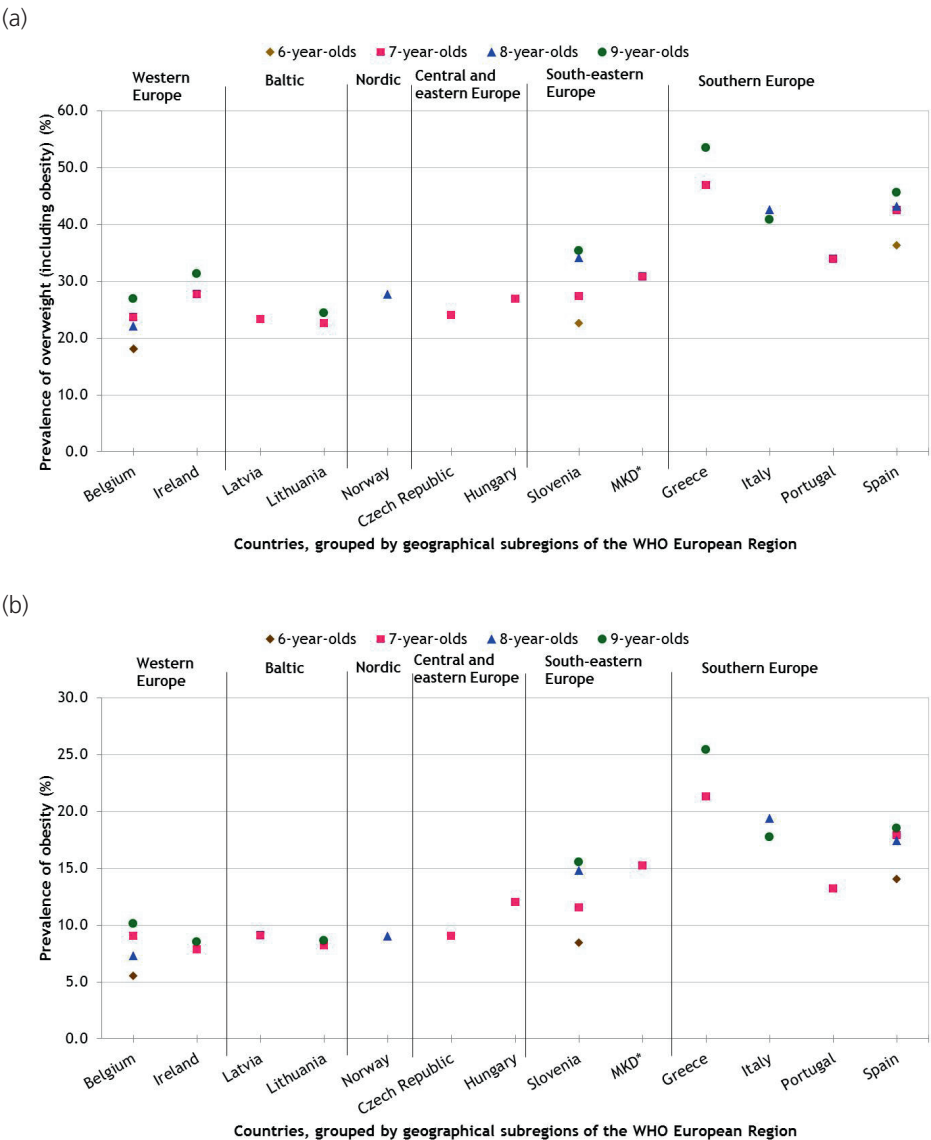 (a)
6-year-olds 7-year-olds 8-year-olds 9-year-olds
Western
Europe
Baltic
Nordic
Central and
eastern Europe
South-eastern
Europe
Southern Europe
Prevalence of overweight (including obesity) (%)
60.0
50.0
40.0
30.0
20.0
10.0
0.0
Belgium
Ireland
Latvia
Lithuania
Norway
Czech Republic
Hungary
Slovenia
MKD*
Greece
Italy
Portugal
Spain
Countries, grouped by geographical subregions of the WHO European Region
(b)
6-year-olds 7-year-olds 8-year-olds 9-year-olds
Western
Europe
Baltic
Nordic
Central and
eastern Europe
South-eastern
Europe
Southern Europe
Prevalence of obesity (%)
30.0
25.0
20.0
15.0
10.0
5.0
0.0
Belgium
Ireland
Latvia
Lithuania
Norway
Czech Republic
Hungary
Slovenia
MKD*
Greece
Italy
Portugal
Spain
Countries, grouped by geographical subregions of the WHO European Region